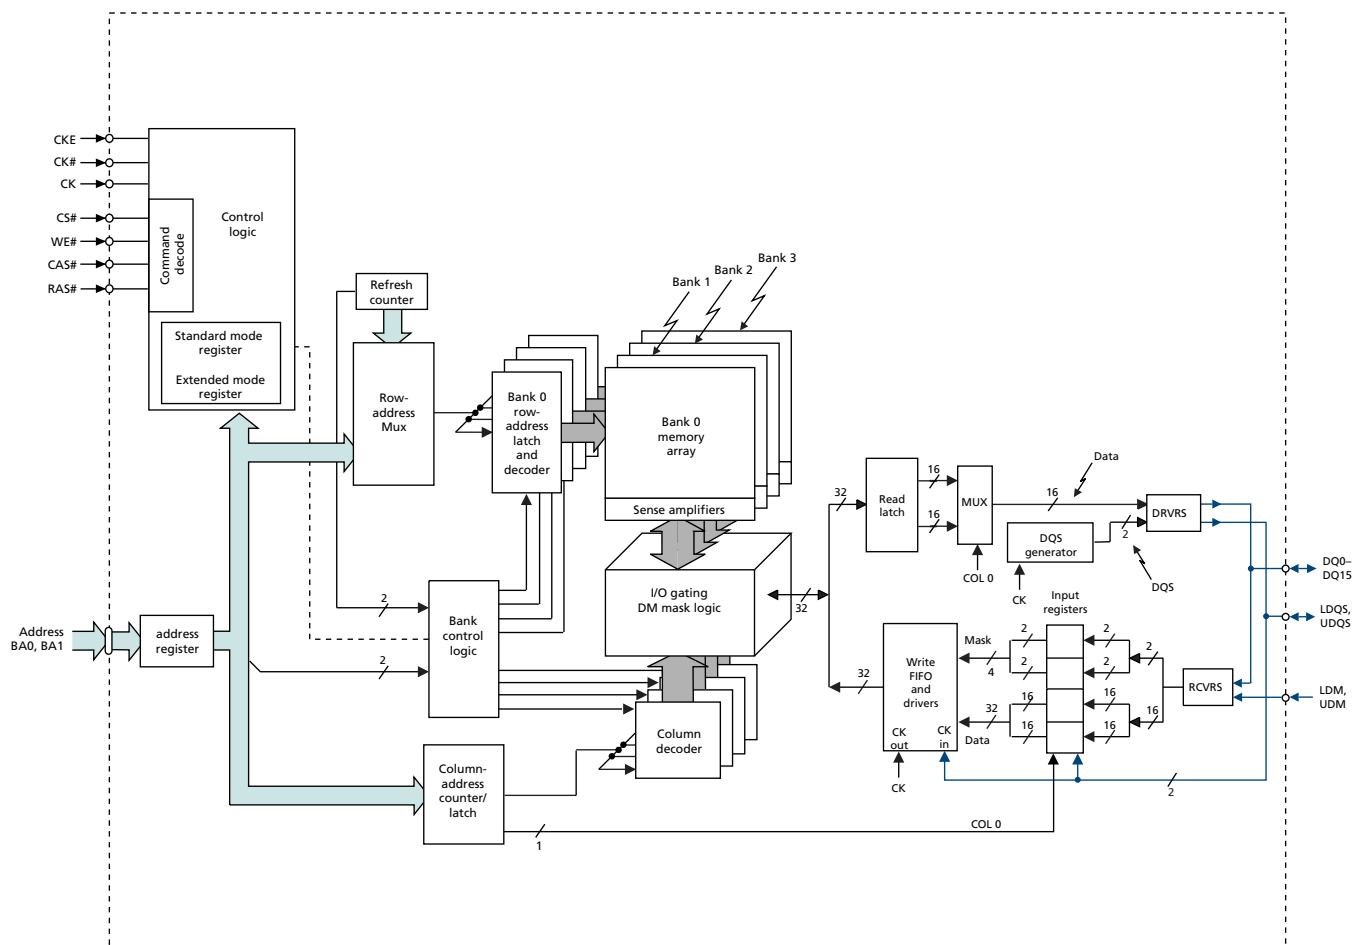 CKE
CK#
CK
CS#
WE#
CAS#
RAS#
Command
decode
Control
logic
Standard mode
register
Extended mode
register
Refresh
counter
Row-
address
Mux
Bank 0
row-
address
latch
and
decoder
Bank 1
Bank 2
Bank 3
Bank 0
memory
array
Sense amplifiers
I/O gating
DM mask logic
Address
BA0, BA1
address
register
2
2
Bank
control
logic
Column
decoder
Column-
address
counter/
latch
1
COL 0
32
32
32
Read
latch
16
16
MUX
COL 0
16
Data
DQS
generator
CK
2
DQS
DRVRS
DQ0–
DQ15
LDQS,
UDQS
LDM,
UDM
RCVRS
Input
registers
Write
FIFO
and
drivers
CK
out
CK
in
CK
Mask
4
32
Data
2
2
16
16
2
2
16
16
2
16
2